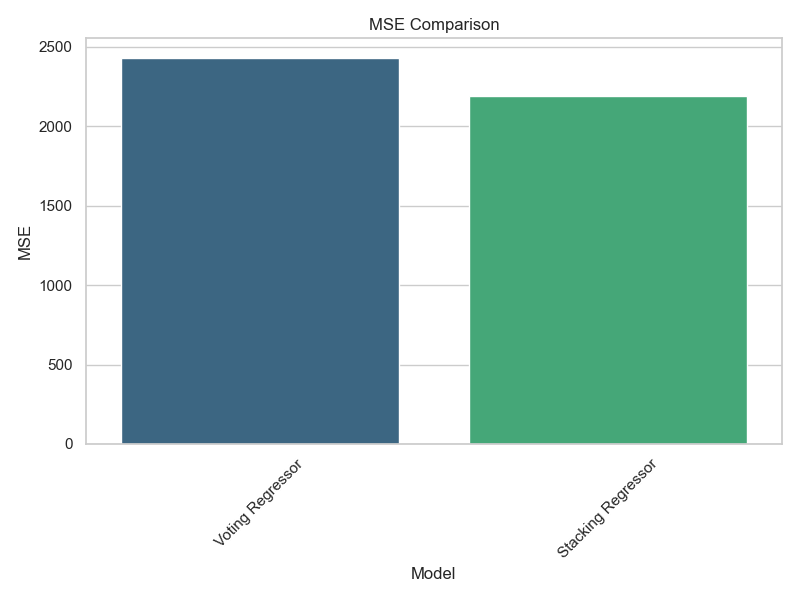 MSE Comparison
2500
2000
1500
1000
500
0
MSE
Voting Regressor
Stacking Regressor
Model